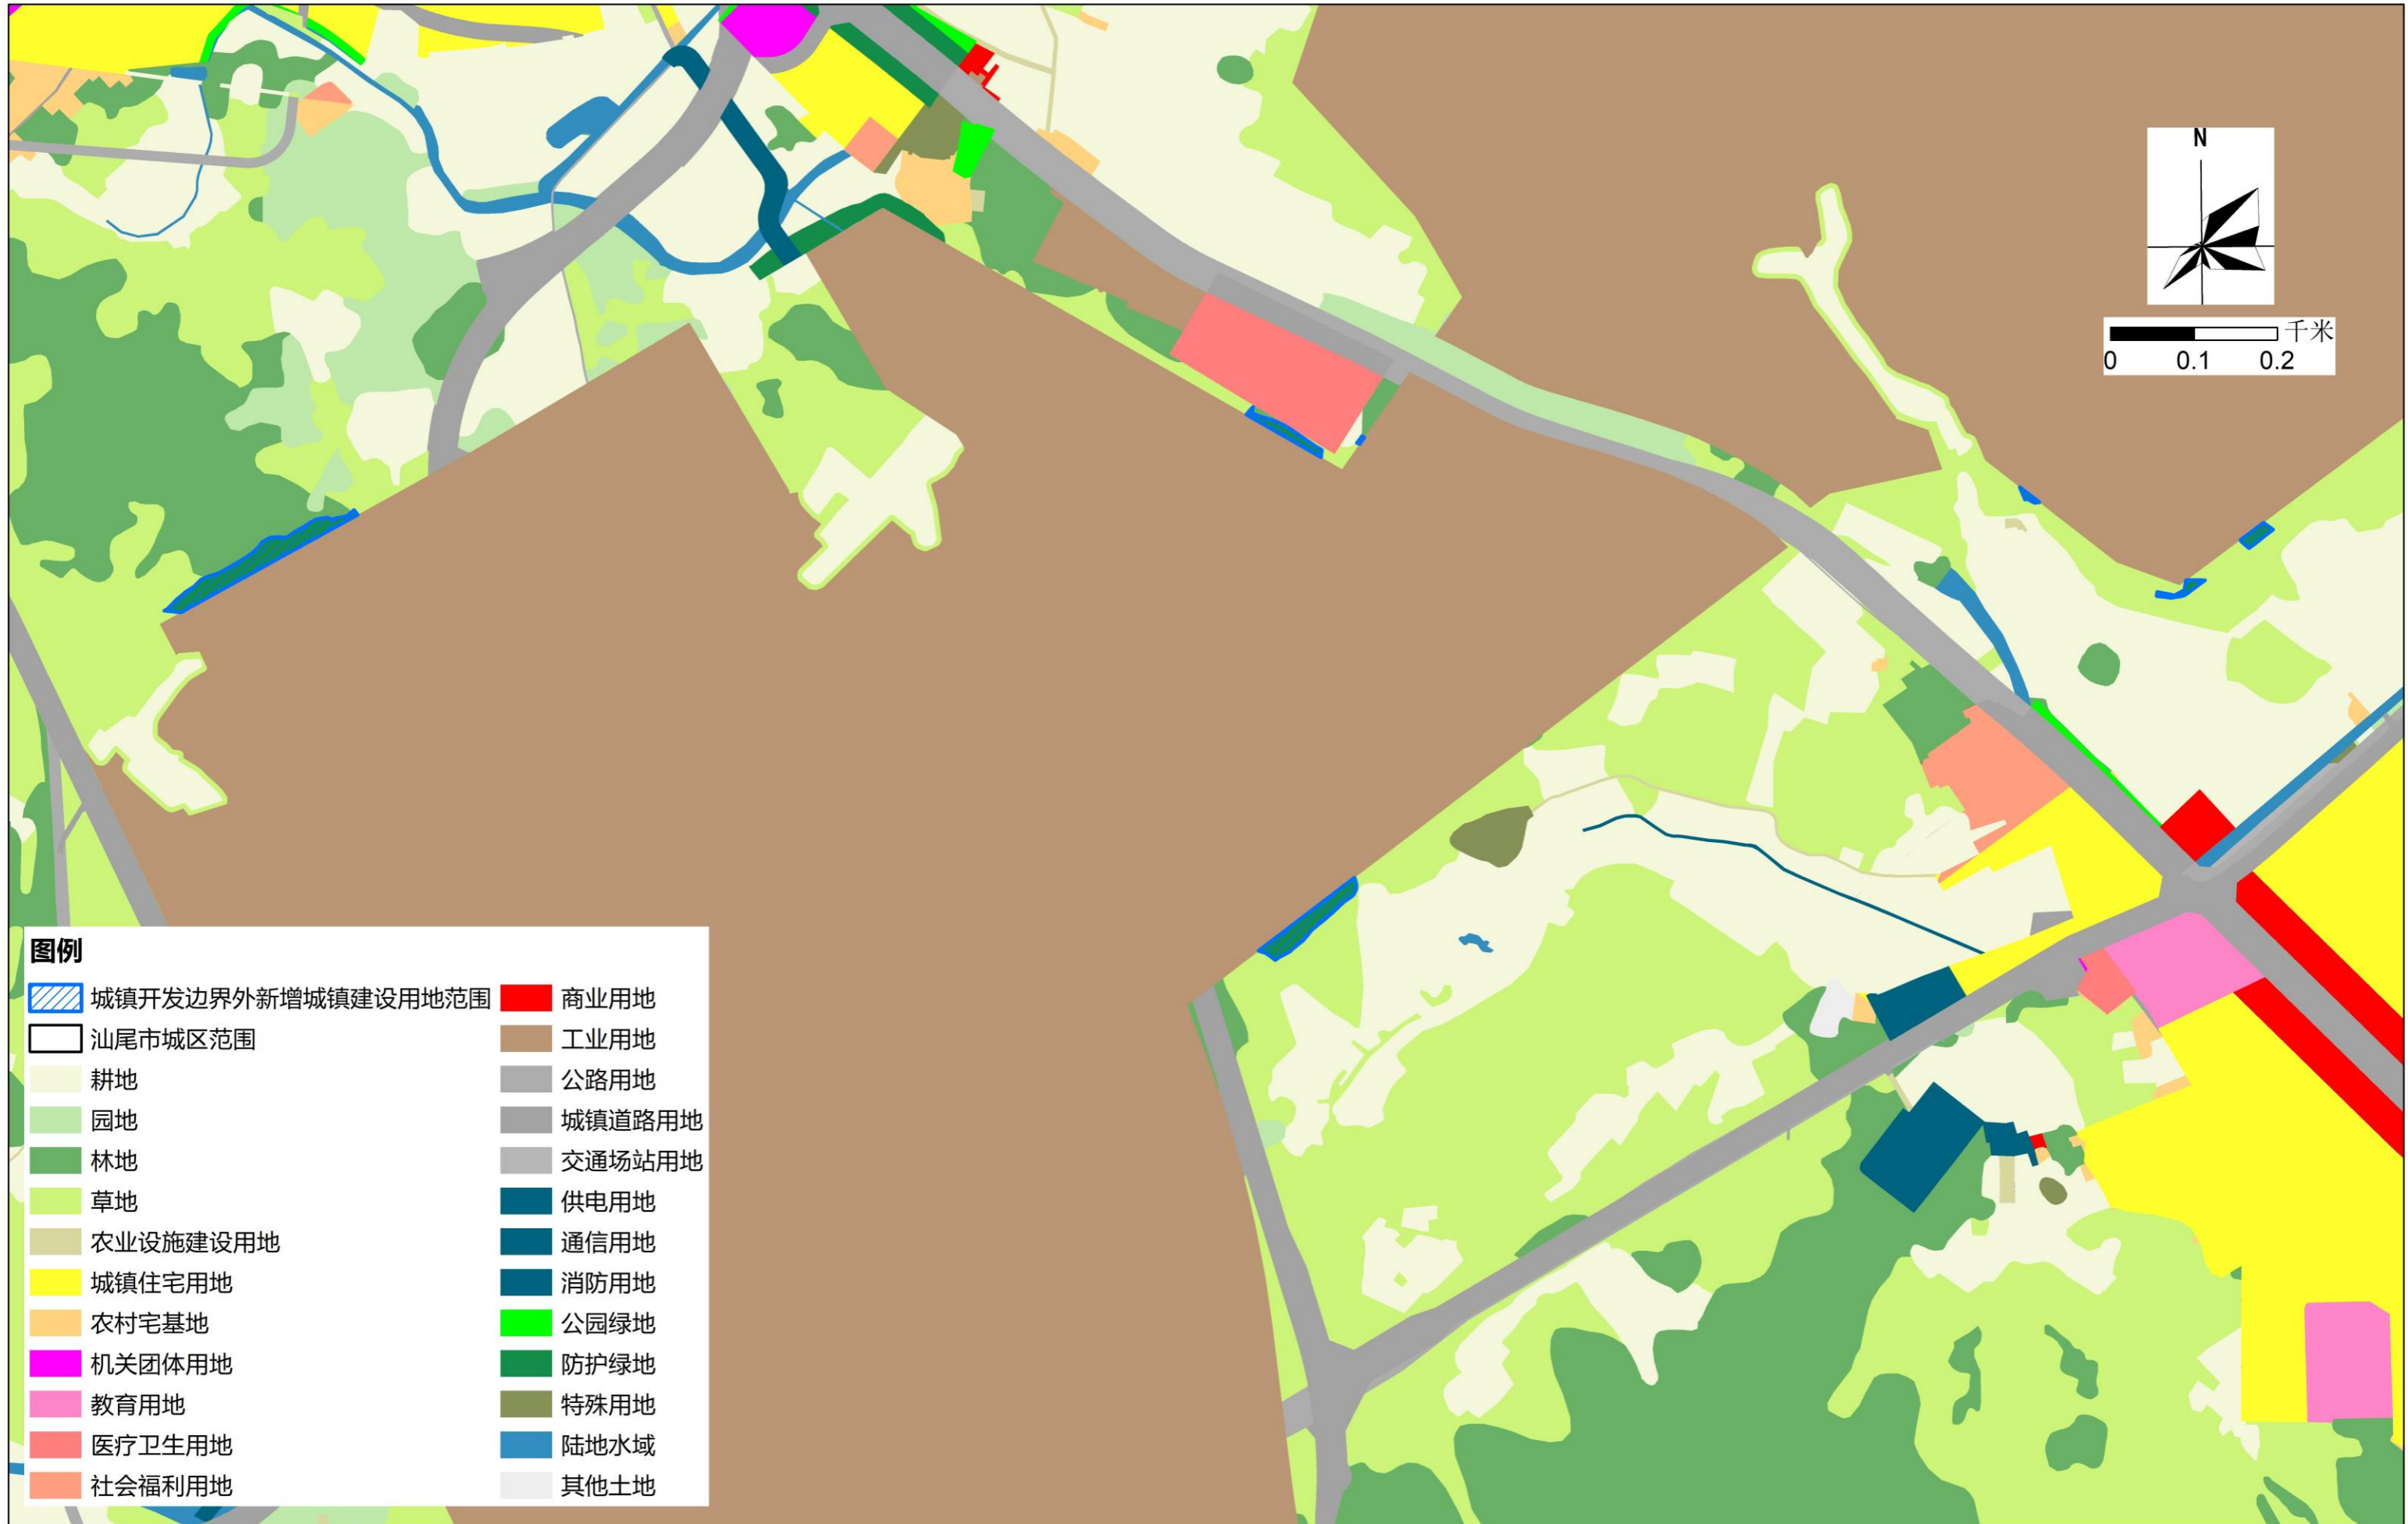 N
千米
0 0.1 0.2
图例
城镇开发边界外新增城镇建设用地范围
汕尾市城区范围
耕地
园地
林地
草地
农业设施建设用地
城镇住宅用地
农村宅基地
机关团体用地
教育用地
医疗卫生用地
社会福利用地
商业用地
工业用地
公路用地
城镇道路用地
交通场站用地
供电用地
通信用地
消防用地
公园绿地
防护绿地
特殊用地
陆地水域
其他土地